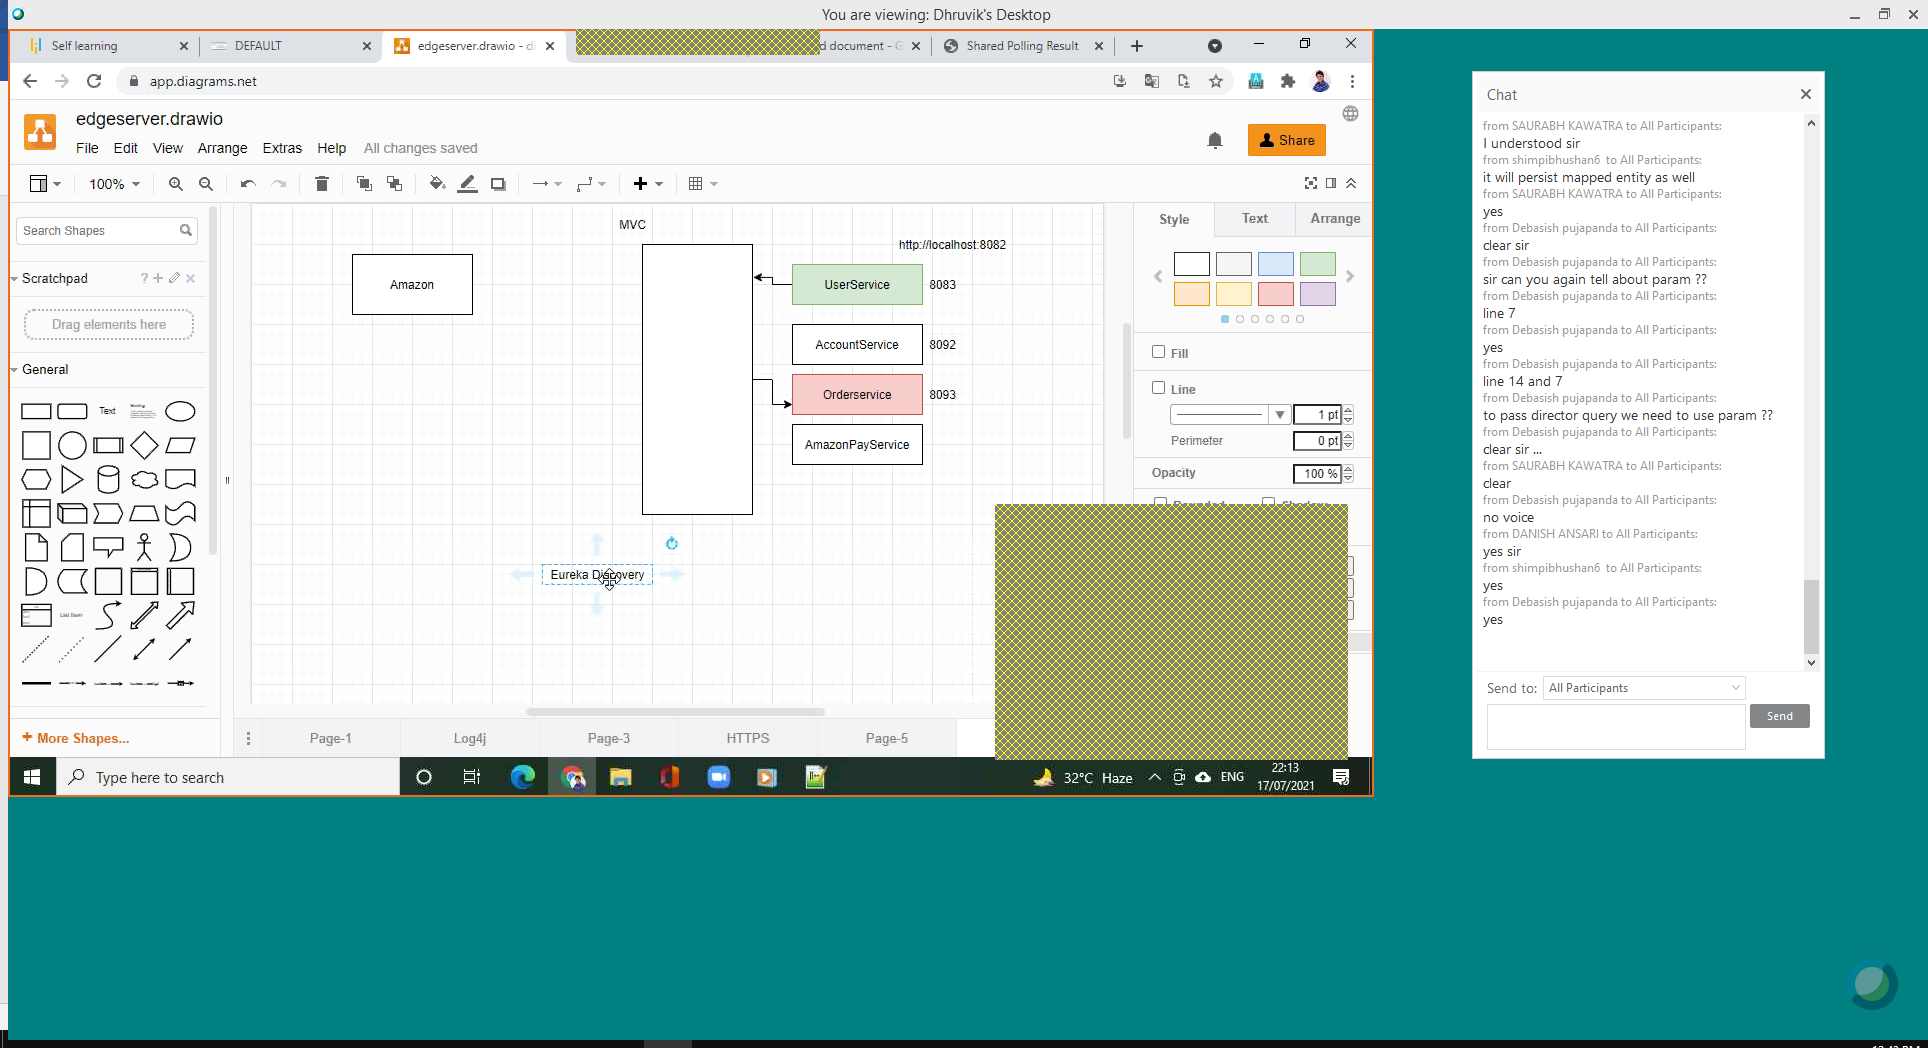 You are viewing: Dhruvik's Desktop
Self learning
DEFAULT
edgeserver.drawio - d
d document - G
Shared Polling Result
app.diagrams.net
edgeserver.drawio
File Edit View Arrange Extras Help All changes saved
Share
100%
Search Shapes
Scratchpad
?
Drag elements here
General
Text
Heading
List Item
+ More Shapes...
MVC
http://localhost:8082
Amazon
UserService 8083
AccountService 8092
Orderservice 8093
AmazonPayService
Eureka Discovery
Style Text Arrange
Fill
Line
1 pt
Perimeter 0 pt
Opacity 100 %
Page-1 Log4j Page-3 HTTPS Page-5
Type here to search
32°C Haze
ENG
22:13
17/07/2021
Chat
from SAURABH KAWATRA to All Participants:
I understood sir
from shimpibhushan6 to All Participants:
it will persist mapped entity as well
from SAURABH KAWATRA to All Participants:
yes
from Debasish pujapanda to All Participants:
clear sir
from Debasish pujapanda to All Participants:
sir can you again tell about param ??
from Debasish pujapanda to All Participants:
line 7
from Debasish pujapanda to All Participants:
yes
from Debasish pujapanda to All Participants:
line 14 and 7
from Debasish pujapanda to All Participants:
to pass director query we need to use param ??
from Debasish pujapanda to All Participants:
clear sir ...
from SAURABH KAWATRA to All Participants:
clear
from Debasish pujapanda to All Participants:
no voice
from DANISH ANSARI to All Participants:
yes sir
from shimpibhushan6 to All Participants:
yes
from Debasish pujapanda to All Participants:
yes
Send to: All Participants
Send